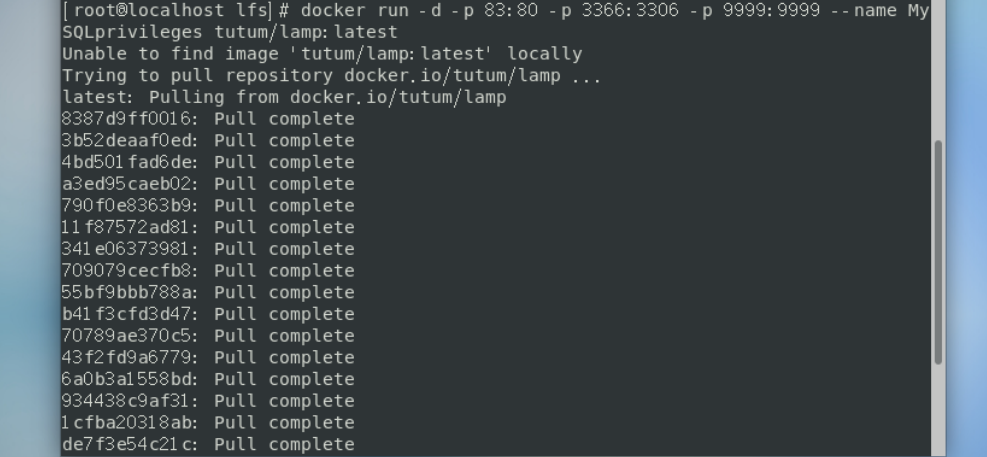 [root@localhost lfs]# docker run -d -p 83:80 -p 3366:3306 -p 9999:9999 --name My
SQLprivileges tutum/lamp:latest
Unable to find image 'tutum/lamp:latest' locally
Trying to pull repository docker.io/tutum/lamp ...
latest: Pulling from docker.io/tutum/lamp
8387d9ff0016: Pull complete
3b52deaaf0ed: Pull complete
4bd501fad6de: Pull complete
a3ed95caeb02: Pull complete
790f0e8363b9: Pull complete
11f87572ad81: Pull complete
341e06373981: Pull complete
709079cecfb8: Pull complete
55bf9bbb788a: Pull complete
b41f3cfd3d47: Pull complete
70789ae370c5: Pull complete
43f2fd9a6779: Pull complete
6a0b3a1558bd: Pull complete
934438c9af31: Pull complete
1cfba20318ab: Pull complete
de7f3e54c21c: Pull complete